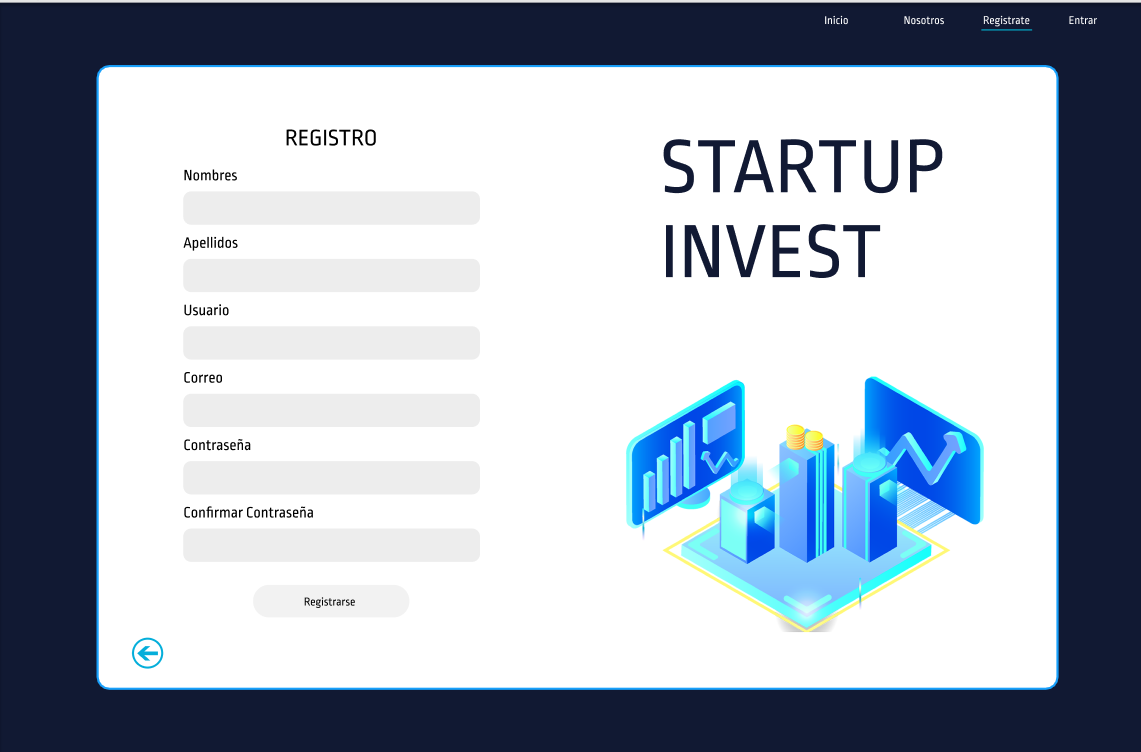 Inicio
Nosotros
Registrate
Entrar
REGISTRO
Nombres
Apellidos
Usuario
Correo
Contraseña
Confirmar Contraseña
Registrarse
STARTUP
INVEST